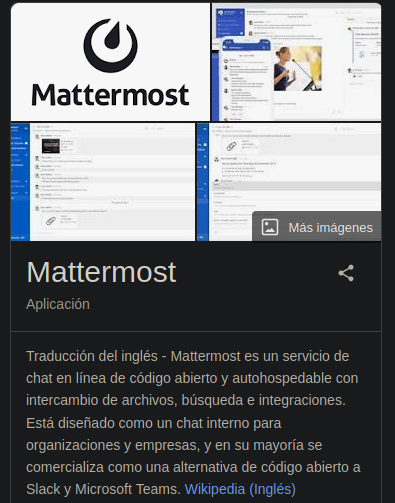 Mattermost
Más imágenes
Mattermost
Aplicación
Traducción del inglés - Mattermost es un servicio de
chat en línea de código abierto y autohospedable con
intercambio de archivos, búsqueda e integraciones.
Está diseñado como un chat interno para
organizaciones y empresas, y en su mayoría se
comercializa como una alternativa de código abierto a
Slack y Microsoft Teams. Wikipedia (Inglés)